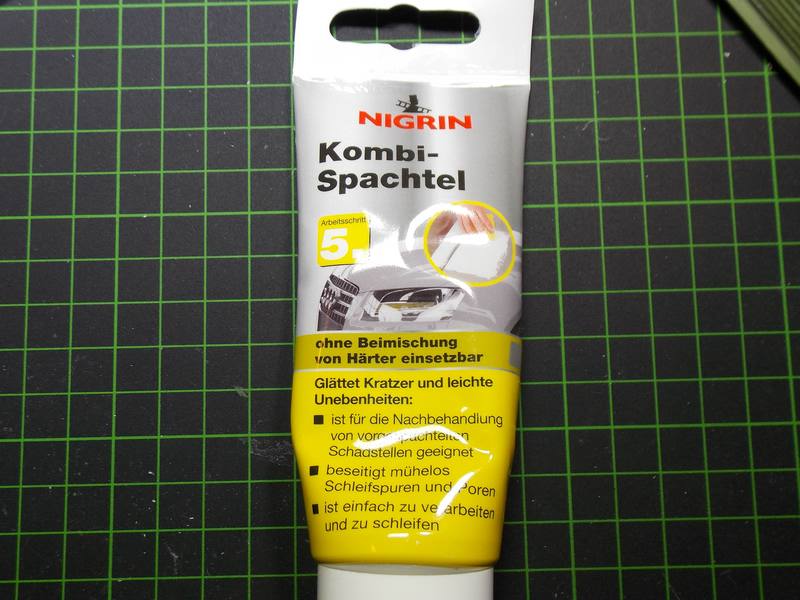 NIGRIN
Kombi-
Spachtel
Arbeitsschritt
5.
ohne Beimischung
von Härter einsetzbar
Glättet Kratzer und leichte
Unebenheiten:
■ ist für die Nachbehandlung
von vorgespachtelten
Schadstellen geeignet
■ beseitigt mühelos
Schleifspuren und Poren
■ ist einfach zu verarbeiten
und zu schleifen